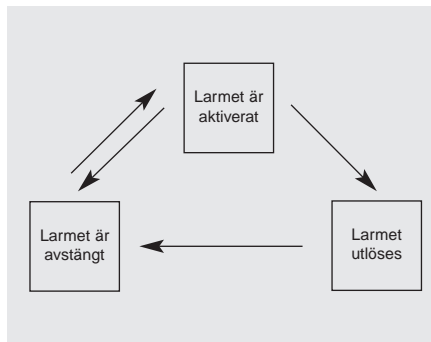 Larmet är
aktiverat
Larmet är
avstängt
Larmet
utlöses